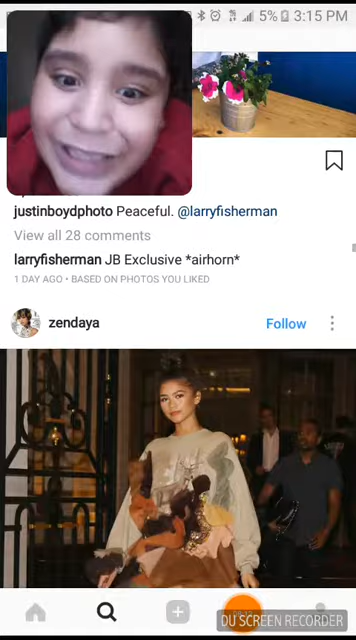 5% 3:15 PM
justinboydphoto Peaceful. @larryfisherman
View all 28 comments
larryfisherman JB Exclusive *airhorn*
1 DAY AGO • BASED ON PHOTOS YOU LIKED
zendaya Follow
DU SCREEN RECORDER